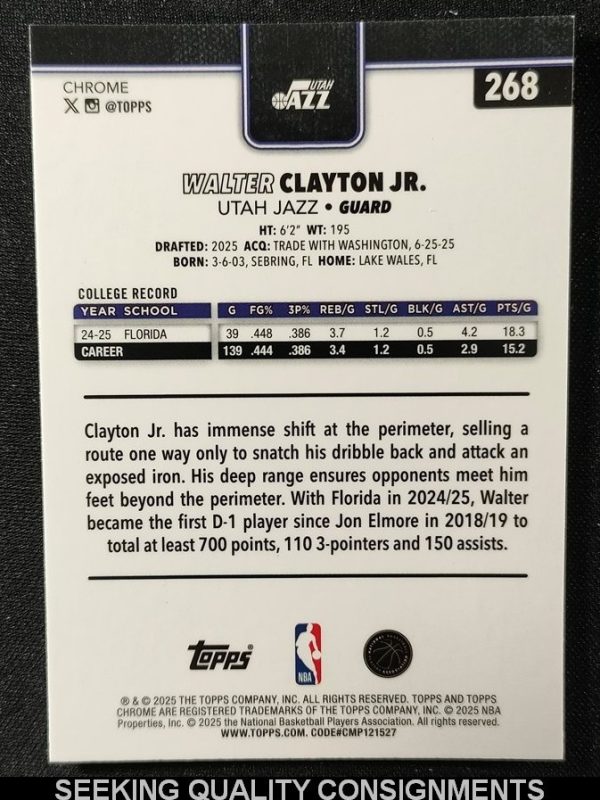 CHROME
X @TOPPS
UTAH
JAZZ
268
WALTER CLAYTON JR.
UTAH JAZZ • GUARD
HT: 6'2" WT: 195
DRAFTED: 2025 ACQ: TRADE WITH WASHINGTON, 6-25-25
BORN: 3-6-03, SEBRING, FL HOME: LAKE WALES, FL
COLLEGE RECORD
YEAR SCHOOL G FG% 3P% REB/G STL/G BLK/G AST/G PTS/G
24-25 FLORIDA 39 .448 .386 3.7 1.2 0.5 4.2 18.3
CAREER 139 .444 .386 3.4 1.2 0.5 2.9 15.2
Clayton Jr. has immense shift at the perimeter, selling a
route one way only to snatch his dribble back and attack an
exposed iron. His deep range ensures opponents meet him
feet beyond the perimeter. With Florida in 2024/25, Walter
became the first D-1 player since Jon Elmore in 2018/19 to
total at least 700 points, 110 3-pointers and 150 assists.
Topps
NBA
® & © 2025 THE TOPPS COMPANY, INC. ALL RIGHTS RESERVED. TOPPS AND TOPPS
CHROME ARE REGISTERED TRADEMARKS OF THE TOPPS COMPANY, INC. © 2025 NBA
Properties, Inc. © 2025 the National Basketball Players Association. All rights reserved.
WWW.TOPPS.COM. CODE#CMP121527
SEEKING QUALITY CONSIGNMENTS